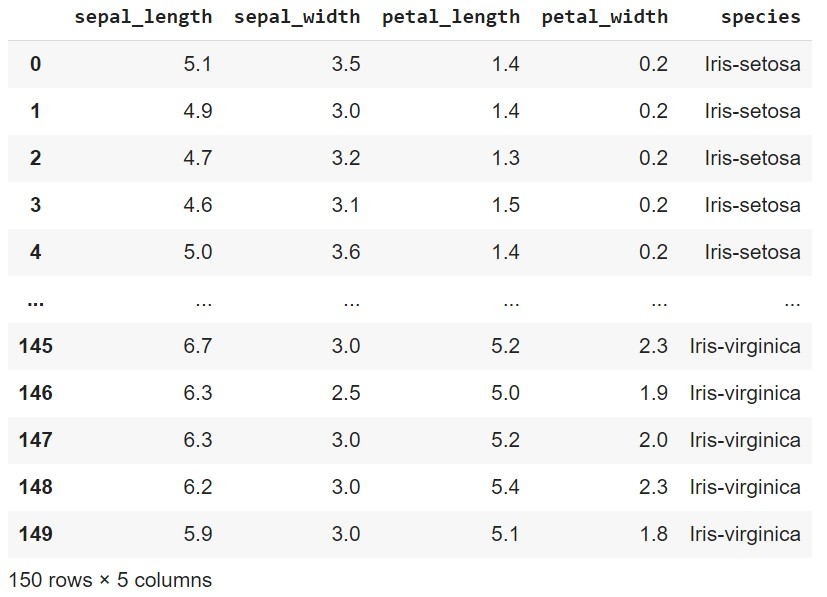 sepal_length sepal_width petal_length petal_width species
0 5.1 3.5 1.4 0.2 Iris-setosa
1 4.9 3.0 1.4 0.2 Iris-setosa
2 4.7 3.2 1.3 0.2 Iris-setosa
3 4.6 3.1 1.5 0.2 Iris-setosa
4 5.0 3.6 1.4 0.2 Iris-setosa
... ... ... ... ... ...
145 6.7 3.0 5.2 2.3 Iris-virginica
146 6.3 2.5 5.0 1.9 Iris-virginica
147 6.3 3.0 5.2 2.0 Iris-virginica
148 6.2 3.0 5.4 2.3 Iris-virginica
149 5.9 3.0 5.1 1.8 Iris-virginica
150 rows × 5 columns